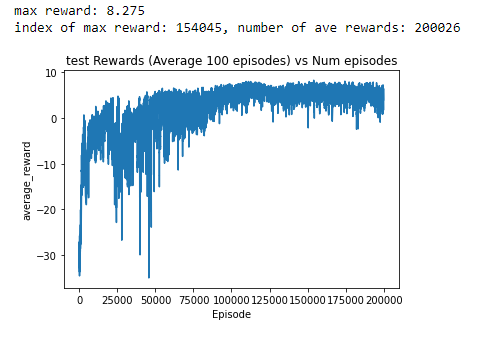 max reward: 8.275
index of max reward: 154045, number of ave rewards: 200026
test Rewards (Average 100 episodes) vs Num episodes
10
0
−10
−20
−30
average_reward
0 25000 50000 75000 100000 125000 150000 175000 200000
Episode